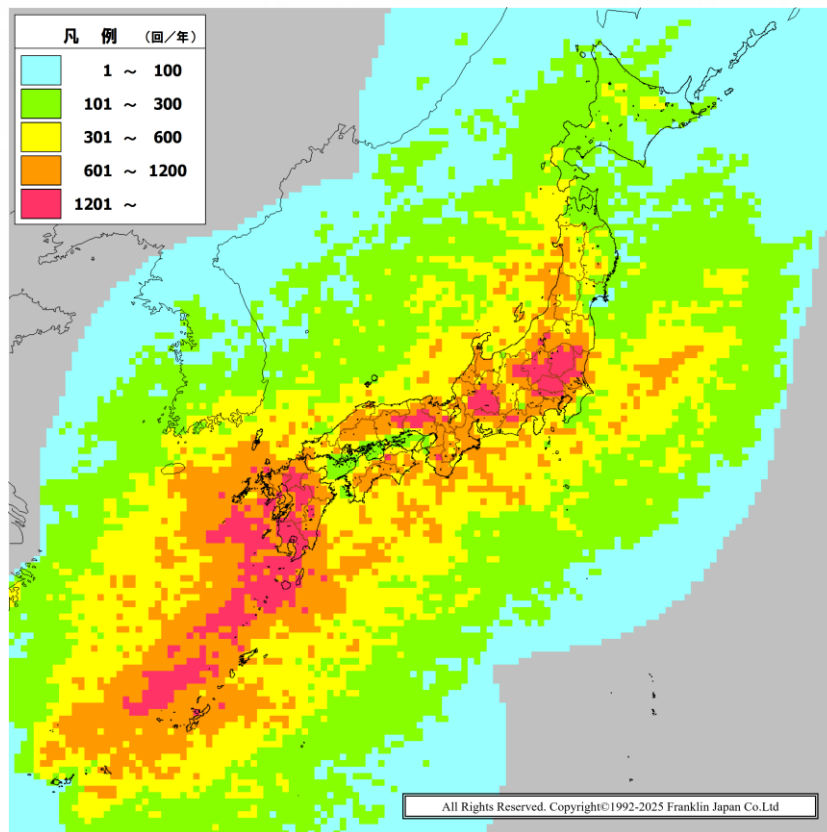 凡 例 (回/年)
1 ~ 100
101 ~ 300
301 ~ 600
601 ~ 1200
1201 ~
All Rights Reserved. Copyright©1992-2025 Franklin Japan Co.Ltd